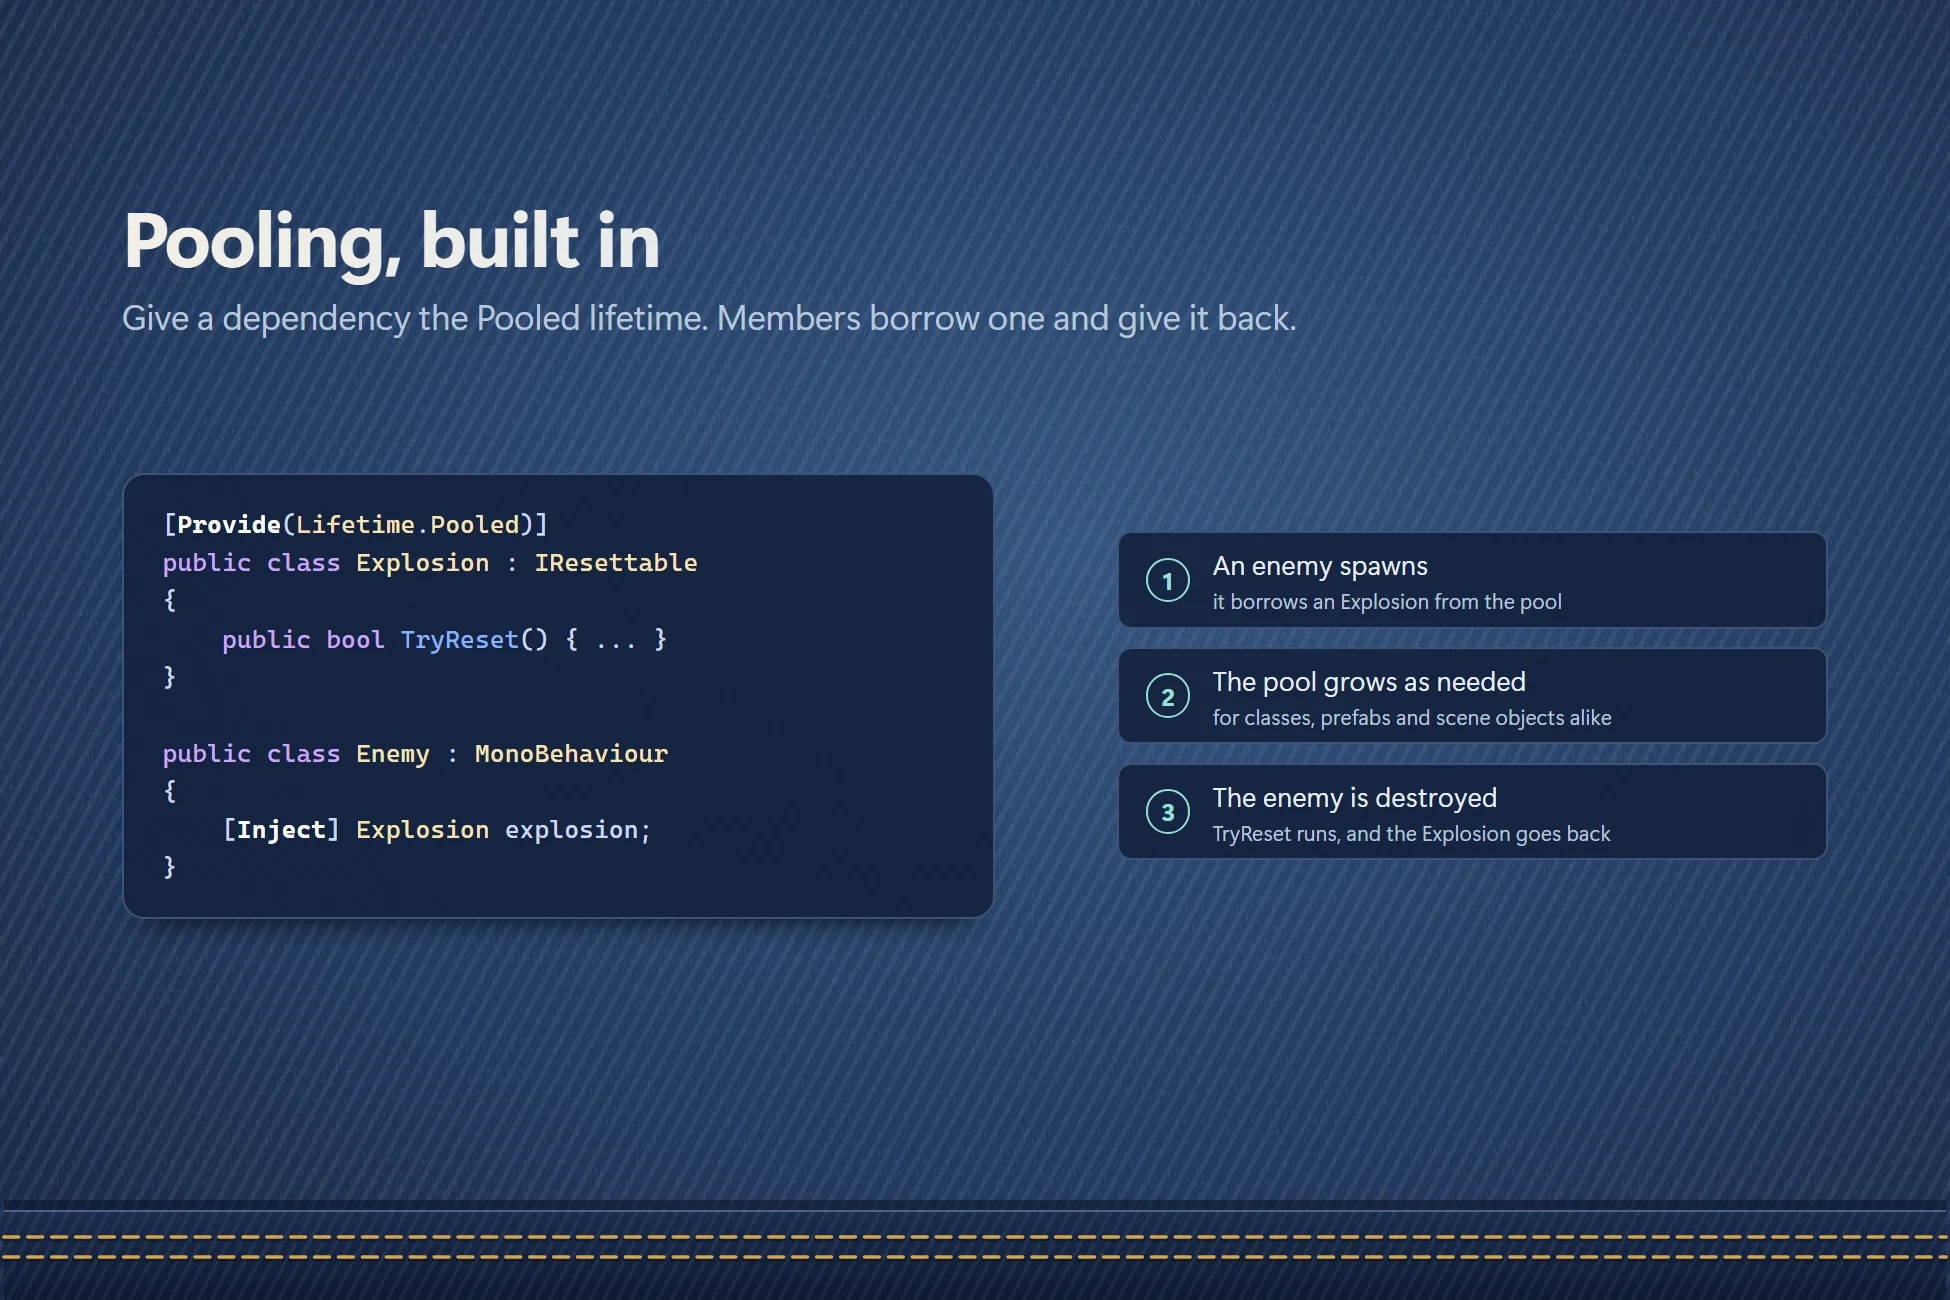 Pooling, built in
Give a dependency the Pooled lifetime. Members borrow one and give it back.
[Provide(Lifetime.Pooled)]
public class Explosion : IResettable
{
    public bool TryReset() { ... }
}
public class Enemy : MonoBehaviour
{
    [Inject] Explosion explosion;
}
1
An enemy spawns
it borrows an Explosion from the pool
2
The pool grows as needed
for classes, prefabs and scene objects alike
3
The enemy is destroyed
TryReset runs, and the Explosion goes back